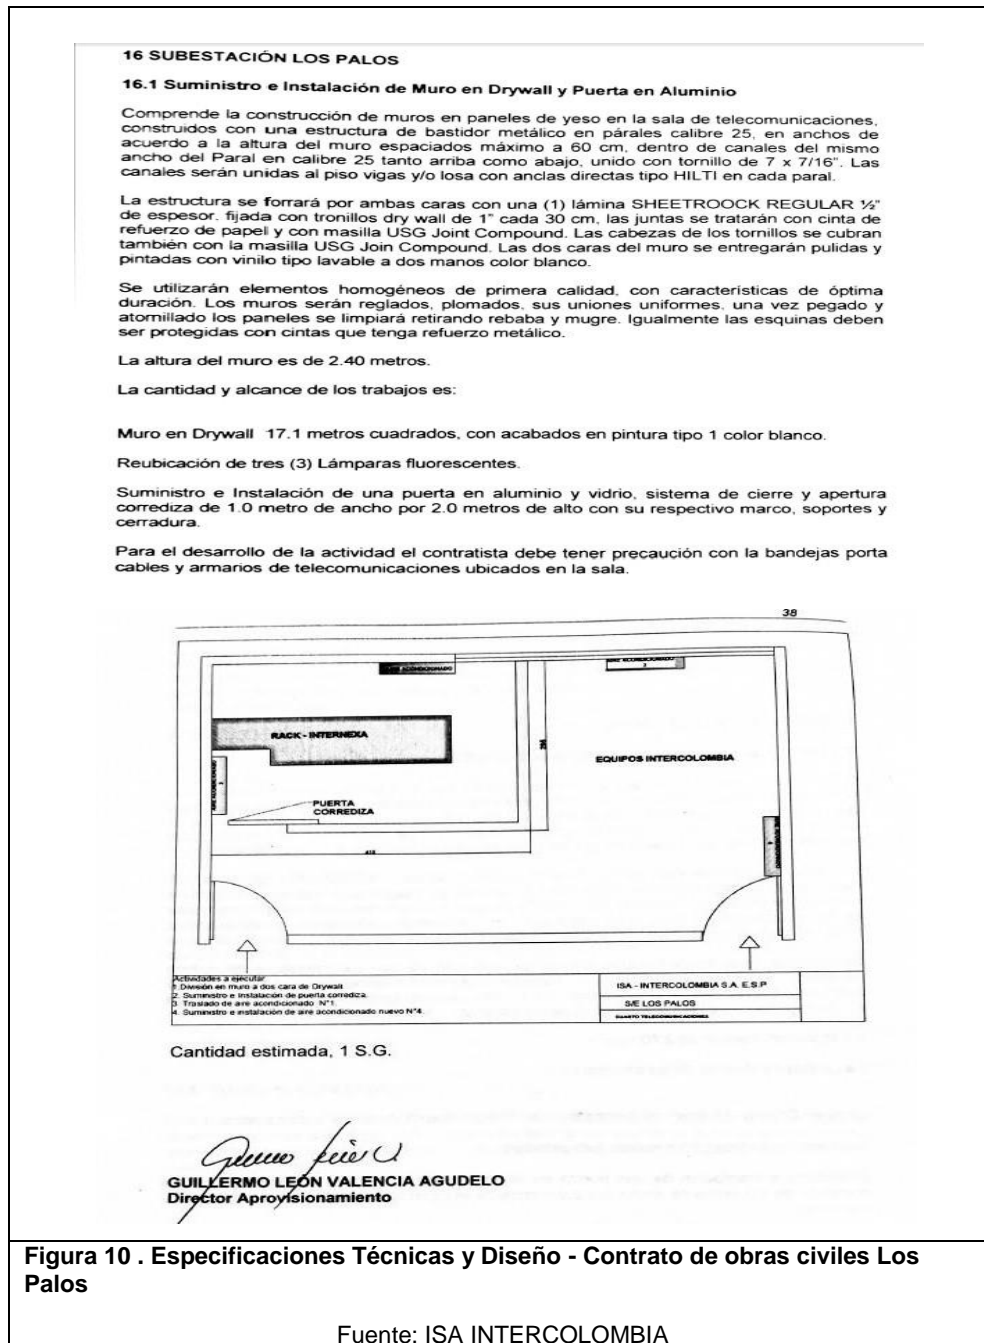 16 SUBESTACIÓN LOS PALOS
16.1 Suministro e Instalación de Muro en Drywall y Puerta en Aluminio
Comprende la construcción de muros en paneles de yeso en la sala de telecomunicaciones,
construidos con una estructura de bastidor metálico en párales calibre 25, en anchos de
acuerdo a la altura del muro espaciados máximo a 60 cm, dentro de canales del mismo
ancho del Paral en calibre 25 tanto arriba como abajo, unido con tornillo de 7 x 7/16". Las
canales serán unidas al piso vigas y/o losa con anclas directas tipo HILTI en cada paral.
La estructura se forrará por ambas caras con una (1) lámina SHEETROOCK REGULAR ½"
de espesor. fijada con tronillos dry wall de 1" cada 30 cm, las juntas se tratarán con cinta de
refuerzo de papel y con masilla USG Joint Compound. Las cabezas de los tornillos se cubran
también con la masilla USG Join Compound. Las dos caras del muro se entregarán pulidas y
pintadas con vinilo tipo lavable a dos manos color blanco.
Se utilizarán elementos homogéneos de primera calidad, con características de óptima
duración. Los muros serán reglados, plomados, sus uniones uniformes, una vez pegado y
atornillado los paneles se limpiará retirando rebaba y mugre. Igualmente las esquinas deben
ser protegidas con cintas que tenga refuerzo metálico.
La altura del muro es de 2.40 metros.
La cantidad y alcance de los trabajos es:
Muro en Drywall 17.1 metros cuadrados, con acabados en pintura tipo 1 color blanco.
Reubicación de tres (3) Lámparas fluorescentes.
Suministro e Instalación de una puerta en aluminio y vidrio, sistema de cierre y apertura
corrediza de 1.0 metro de ancho por 2.0 metros de alto con su respectivo marco, soportes y
cerradura.
Para el desarrollo de la actividad el contratista debe tener precaución con la bandejas porta
cables y armarios de telecomunicaciones ubicados en la sala.
38
AIRE ACONDICIONADO
RACK - INTERNEXA
EQUIPOS INTERCOLOMBIA
PUERTA
CORREDIZA
Actividades a ejecutar
1. División en muro a dos cara de Drywall
2. Suministro e instalación de puerta corrediza.
3. Traslado de aire acondicionado N°1.
4. Suministro e instalación de aire acondicionado nuevo N°4.
ISA - INTERCOLOMBIA S.A. E.S.P
S/E LOS PALOS
CUARTO TELECOMUNICACIONES
Cantidad estimada, 1 S.G.
GUILLERMO LEÓN VALENCIA AGUDELO
Director Aprovisionamiento
Figura 10 . Especificaciones Técnicas y Diseño - Contrato de obras civiles Los
Palos
Fuente: ISA INTERCOLOMBIA